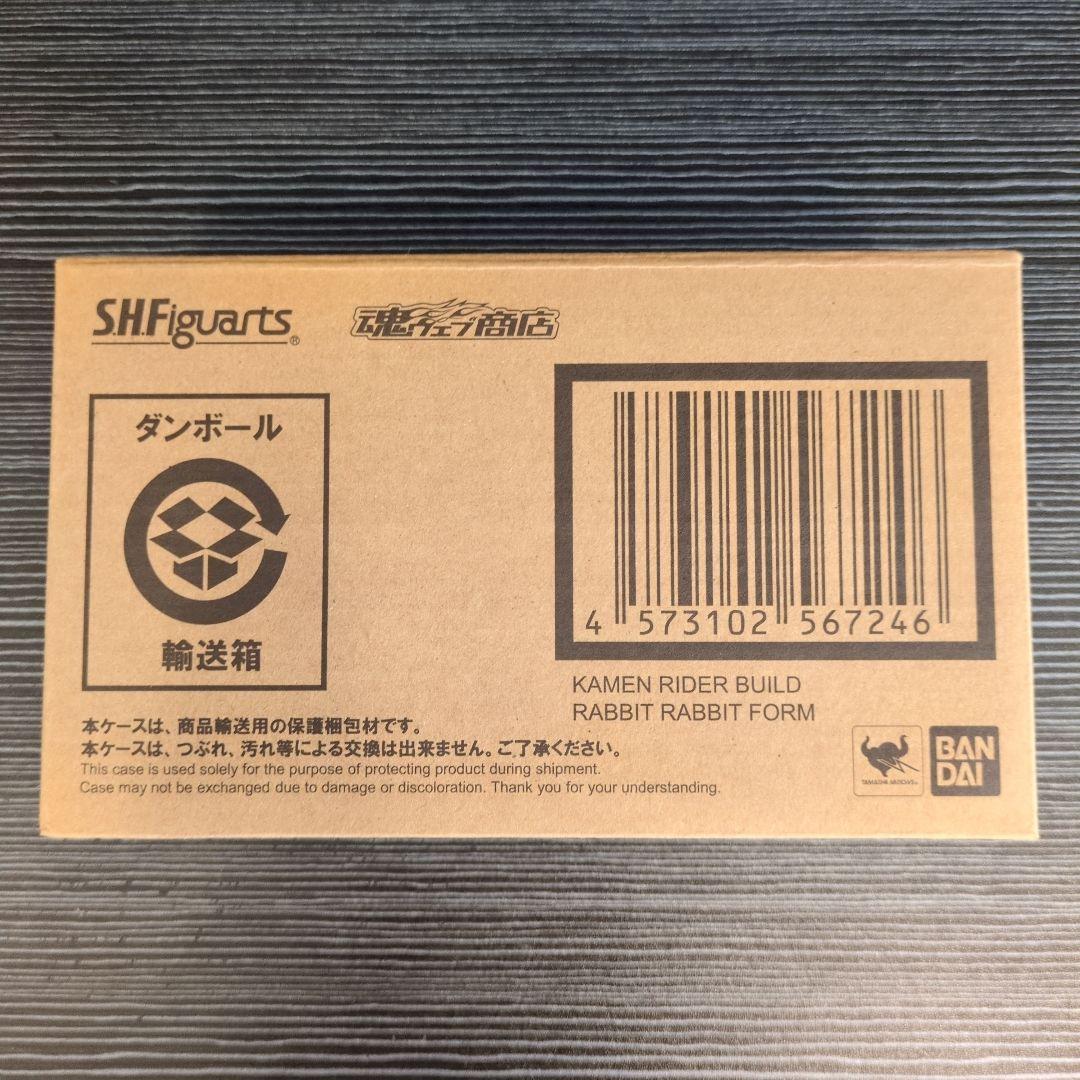 S.H.Figuarts®
魂ウェブ商店
ダンボール
輸送箱
4 573102 567246
KAMEN RIDER BUILD
RABBIT RABBIT FORM
本ケースは、商品輸送用の保護梱包材です。
本ケースは、つぶれ、汚れ等による交換は出来ません。ご了承ください。
This case is used solely for the purpose of protecting product during shipment.
Case may not be exchanged due to damage or discoloration. Thank you for your understanding.
TAMASHII NATIONS
BAN
DAI